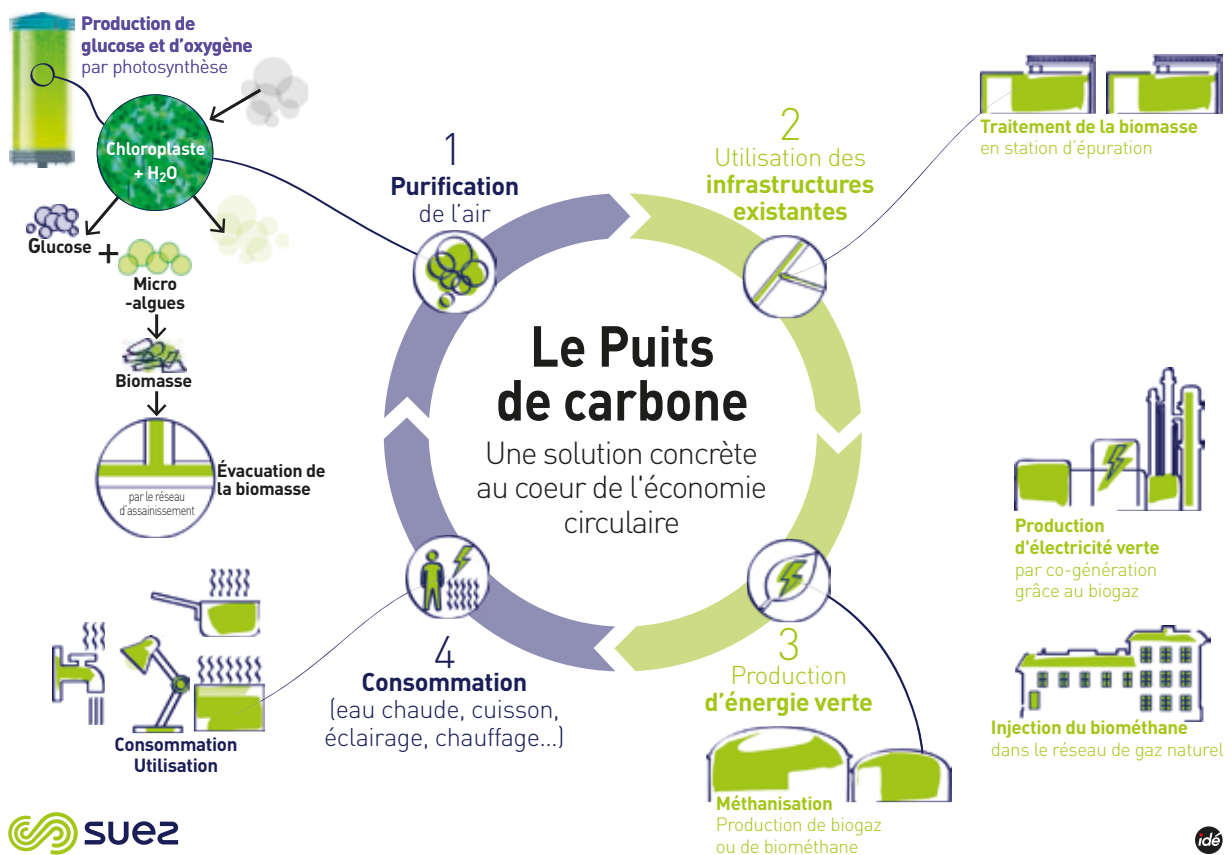 Production de
glucose et d'oxygène
par photosynthèse
Chloroplaste
+ H₂O
Glucose
+
Micro
-algues
Biomasse
Évacuation de
la biomasse
par le réseau
d'assainissement
1
Purification
de l'air
2
Utilisation des
infrastructures
existantes
Traitement de la biomasse
en station d'épuration
Le Puits
de carbone
Une solution concrète
au coeur de l'économie
circulaire
Production
d'électricité verte
par co-génération
grâce au biogaz
Injection du biométhane
dans le réseau de gaz naturel
3
Production
d'énergie verte
Méthanisation
Production de biogaz
ou de biométhane
4
Consommation
(eau chaude, cuisson,
éclairage, chauffage...)
Consommation
Utilisation
suez
idé